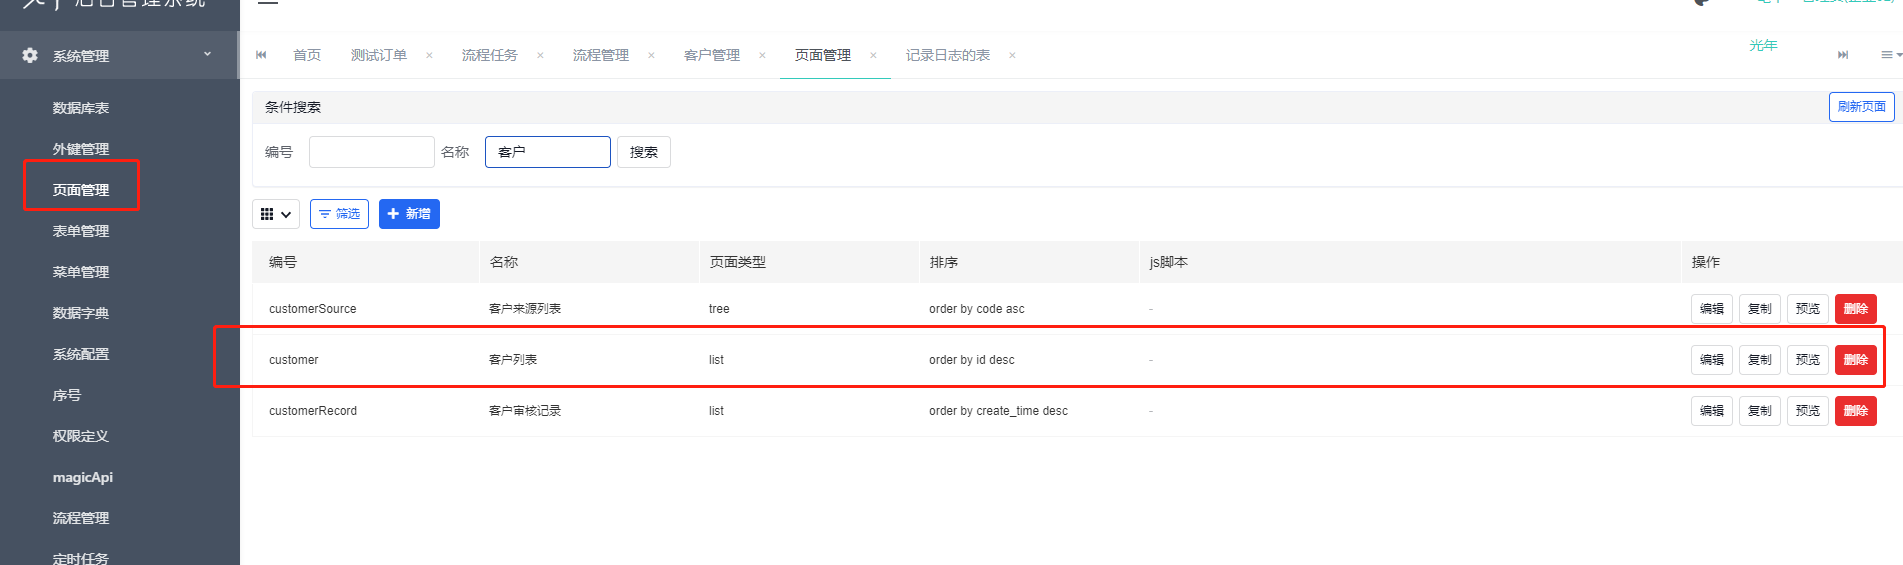 后台管理系统
系统管理
数据库表
外键管理
页面管理
表单管理
菜单管理
数据字典
系统配置
序号
权限定义
magicApi
流程管理
定时任务
首页 测试订单 × 流程任务 × 流程管理 × 客户管理 × 页面管理 × 记录日志的表 × 光年
条件搜索 刷新页面
编号 名称 客户 搜索
筛选 新增
编号 名称 页面类型 排序 js脚本 操作
customerSource 客户来源列表 tree order by code asc - 编辑 复制 预览 删除
customer 客户列表 list order by id desc - 编辑 复制 预览 删除
customerRecord 客户审核记录 list order by create_time desc - 编辑 复制 预览 删除